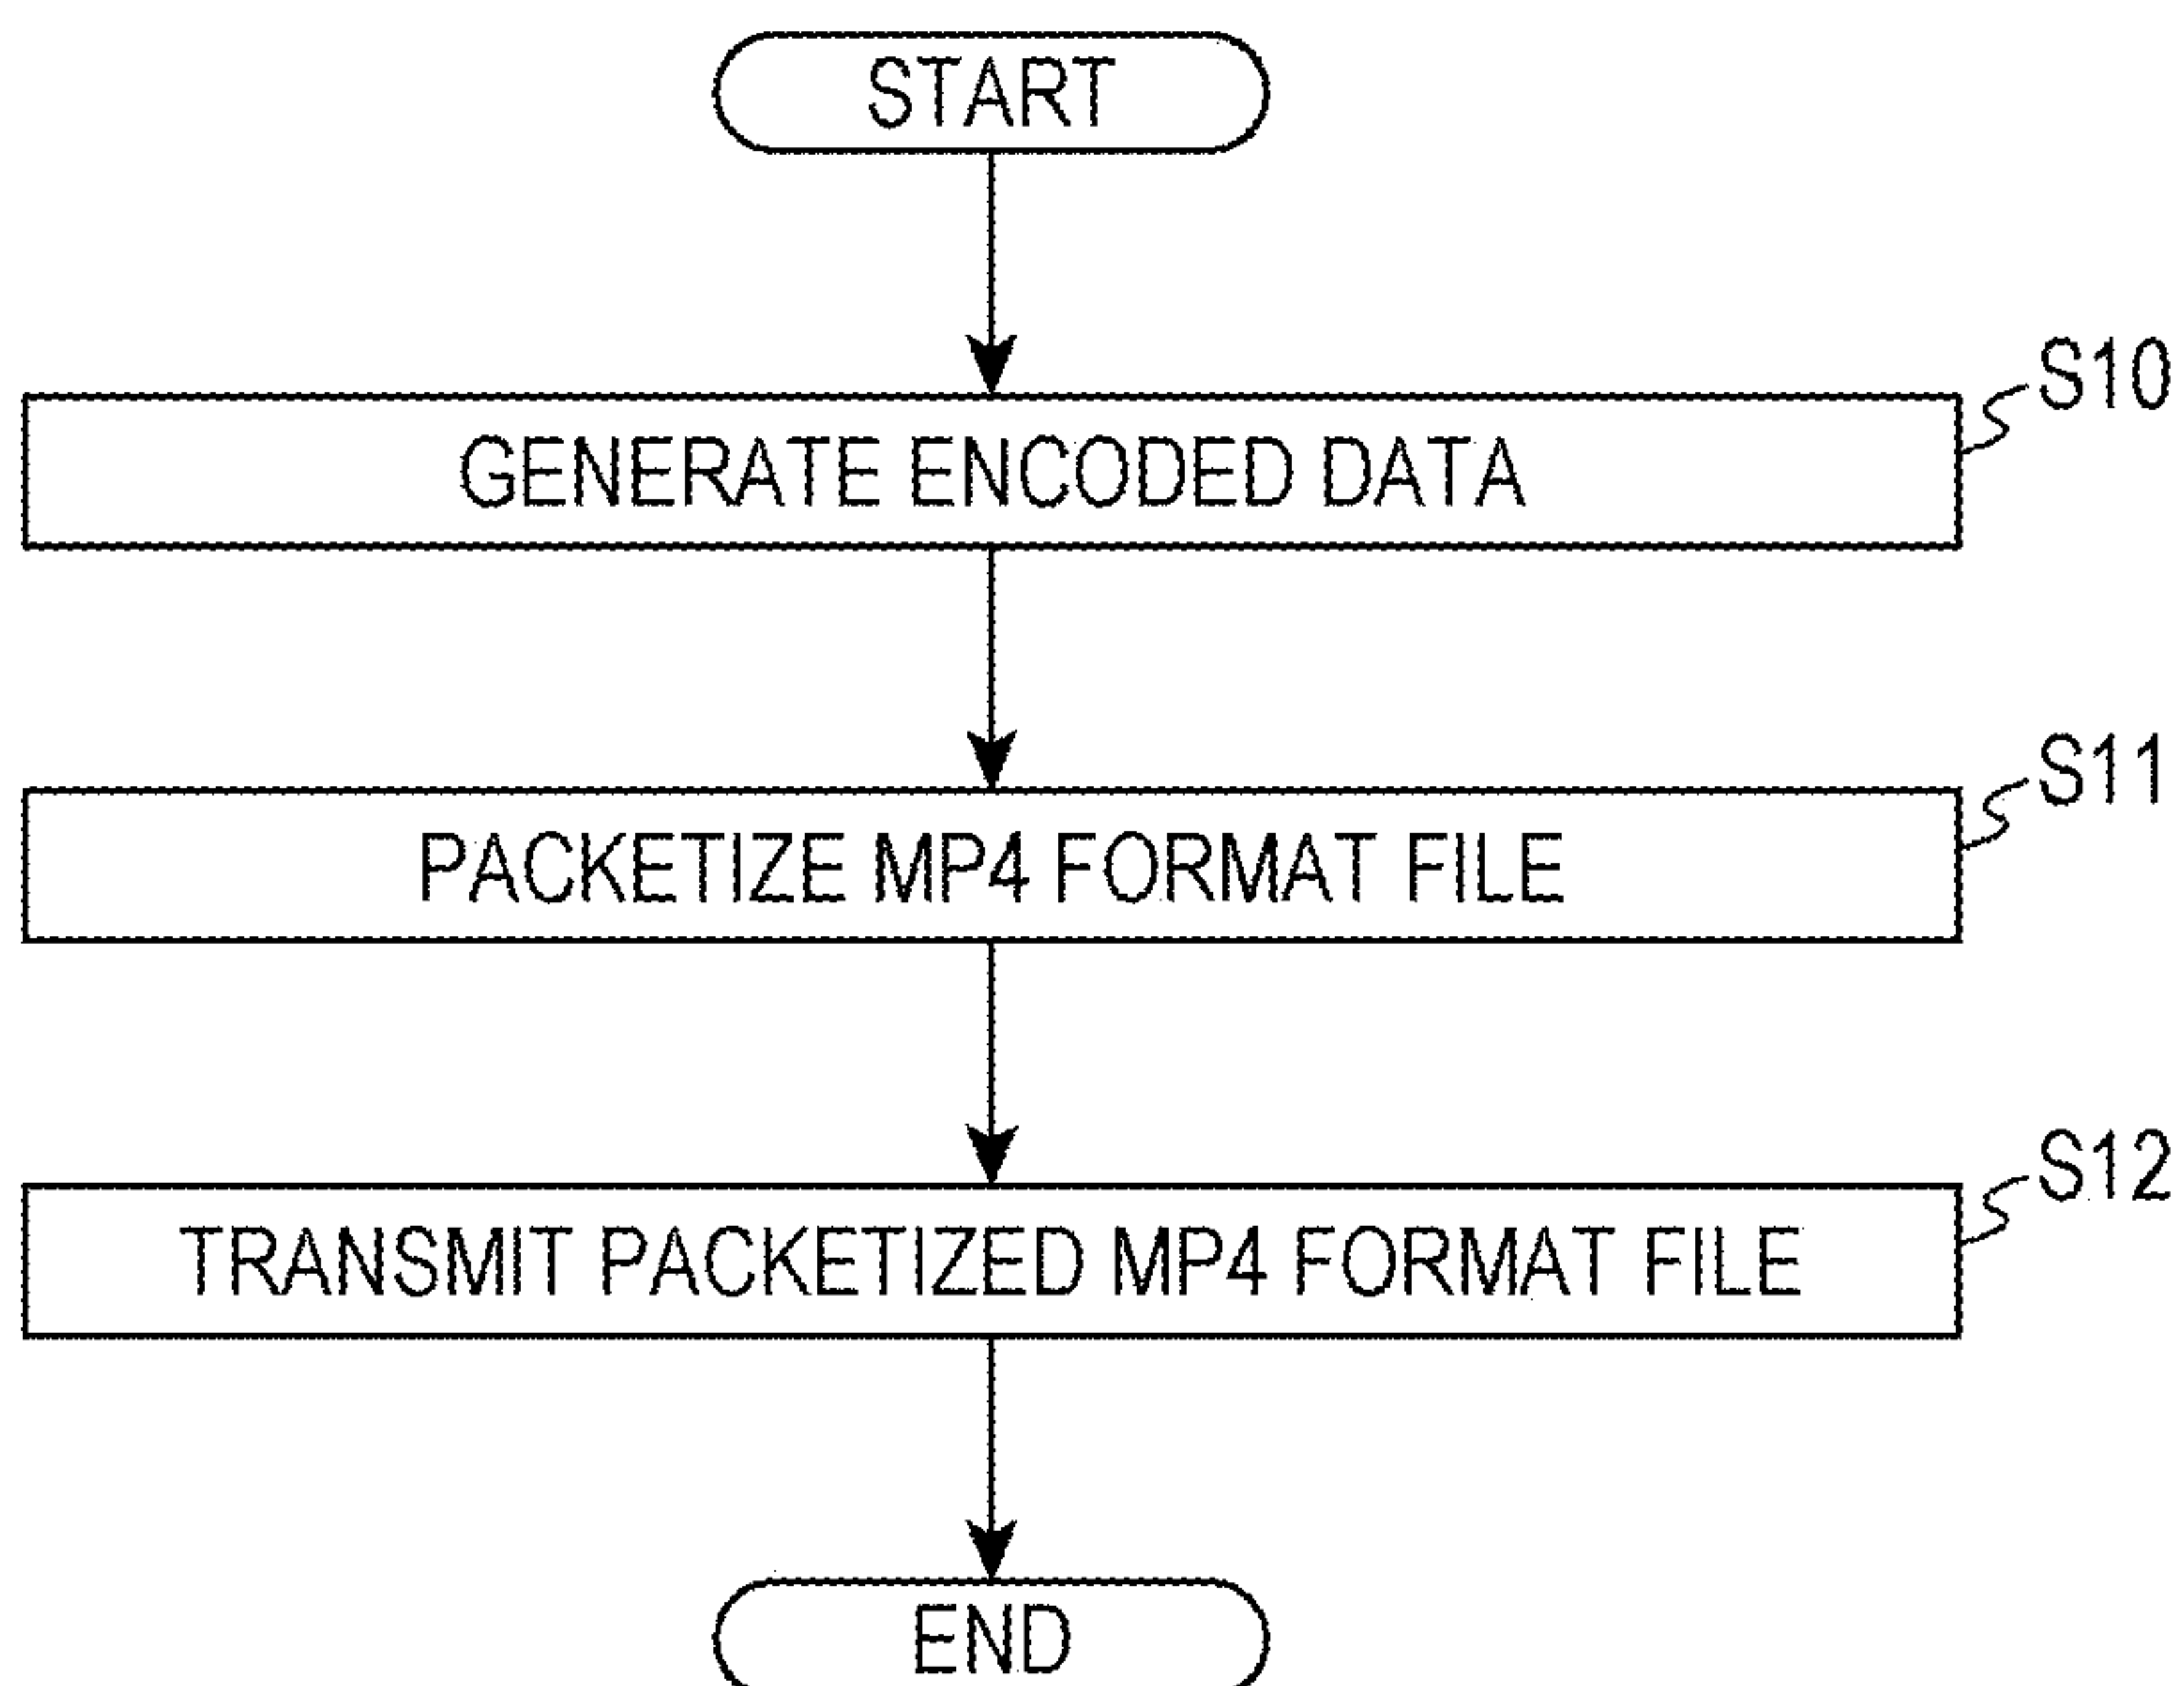 START
S10
GENERATE ENCODED DATA
S11
PACKETIZE MP4 FORMAT FILE
S12
TRANSMIT PACKETIZED MP4 FORMAT FILE
END